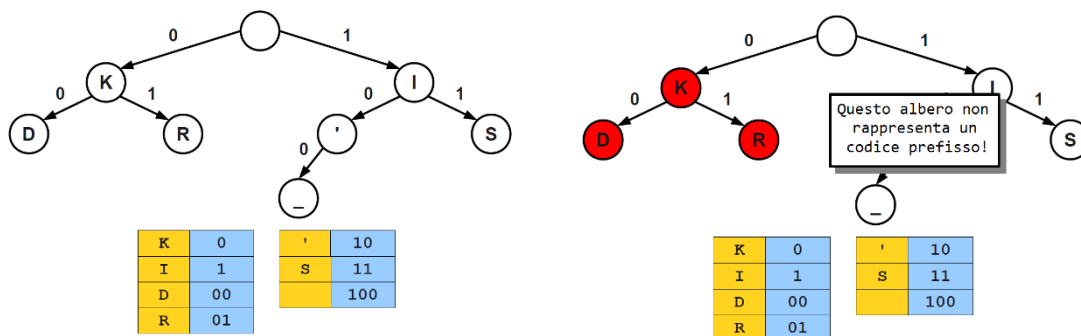 0 1
K I
0 1 0 1
D R ' S
0
_
K 0
I 1
D 00
R 01
' 10
S 11
100
0 1
K
0 1 1
D R S
Questo albero non
rappresenta un
codice prefisso!
_
K 0
I 1
D 00
R 01
' 10
S 11
100